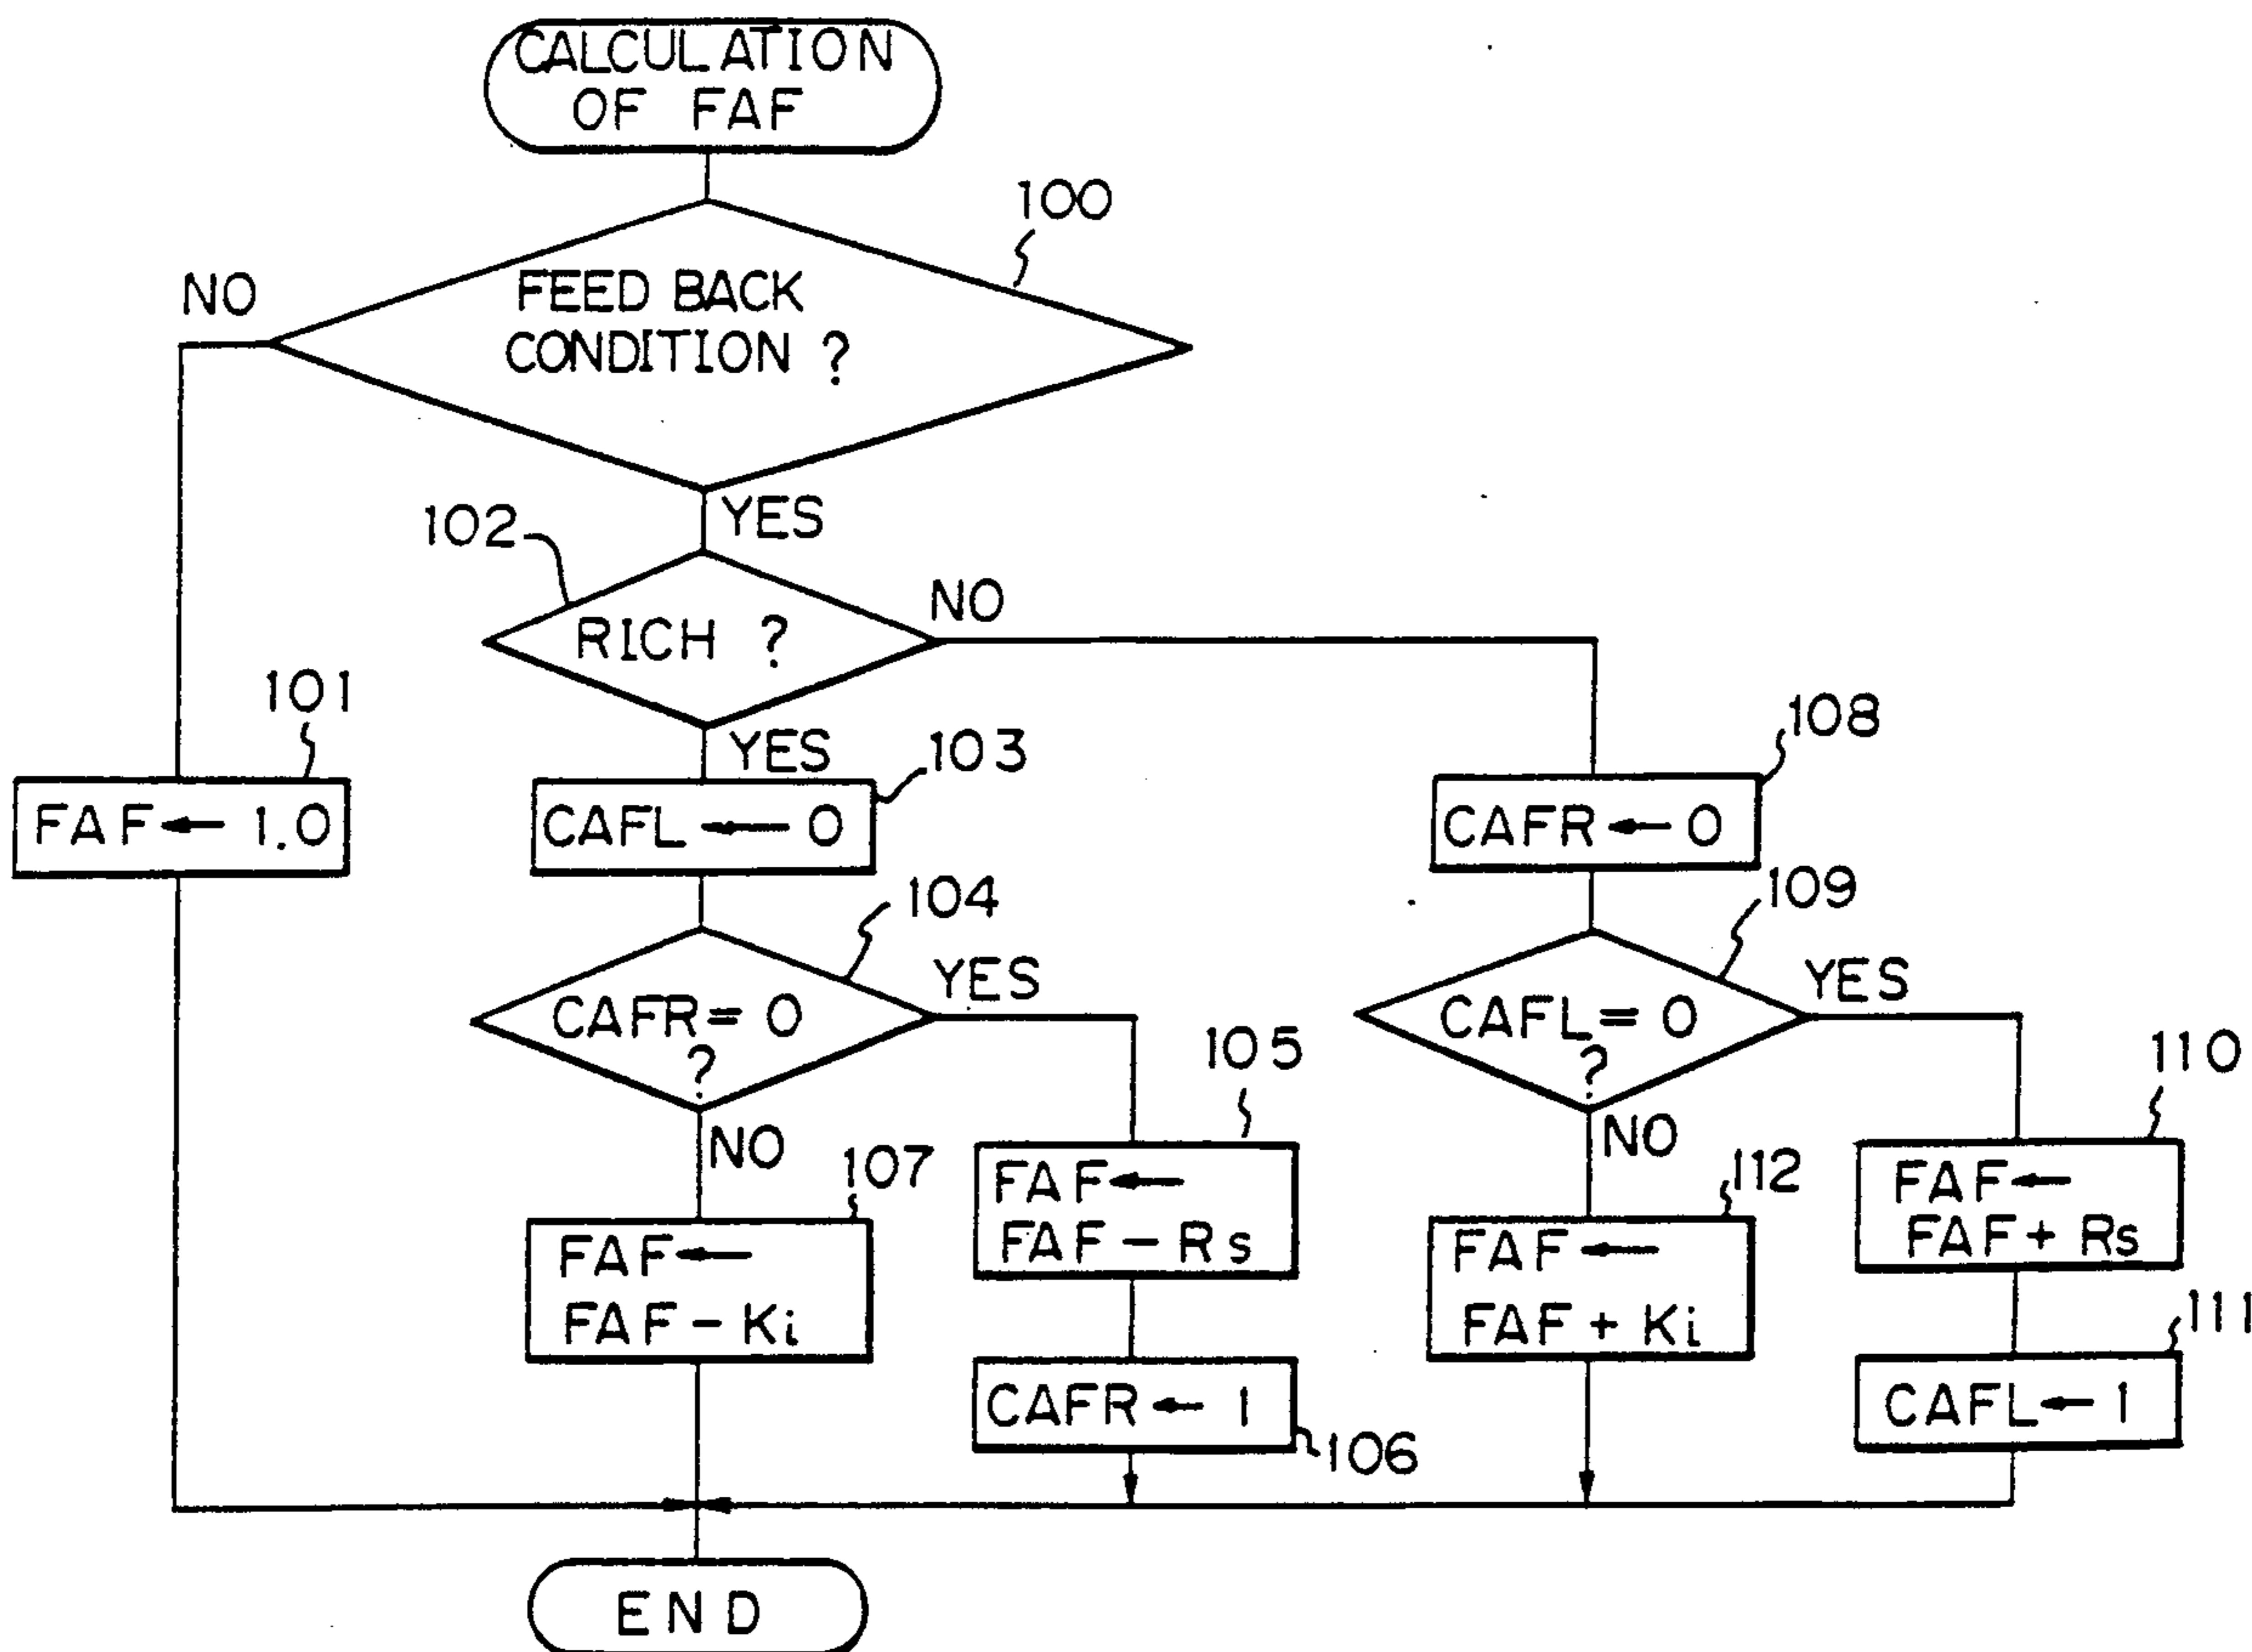 CALCULATION
OF FAF
100
NO
FEED BACK
CONDITION ?
YES
102
RICH ?
NO
101
FAF ← 1.0
YES
103
CAFL ← 0
108
CAFR ← 0
104
CAFR = 0
?
YES
109
CAFL = 0
?
YES
105
FAF ←
FAF - Rs
110
FAF ←
FAF + Rs
NO
107
FAF ←
FAF - Ki
NO
112
FAF ←
FAF + Ki
CAFR ← 1
106
111
CAFL ← 1
END